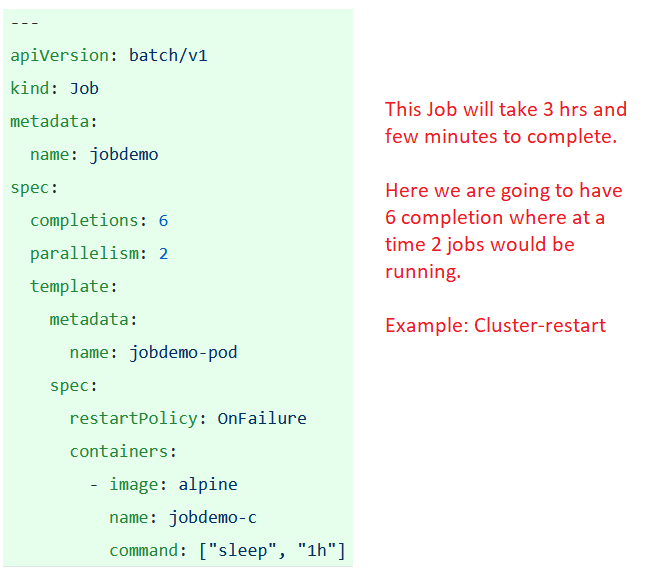 ---
apiVersion: batch/v1
kind: Job
metadata:
  name: jobdemo
spec:
  completions: 6
  parallelism: 2
  template:
    metadata:
      name: jobdemo-pod
    spec:
      restartPolicy: OnFailure
      containers:
        - image: alpine
          name: jobdemo-c
          command: ["sleep", "1h"]
This Job will take 3 hrs and
few minutes to complete.
Here we are going to have
6 completion where at a
time 2 jobs would be
running.
Example: Cluster-restart